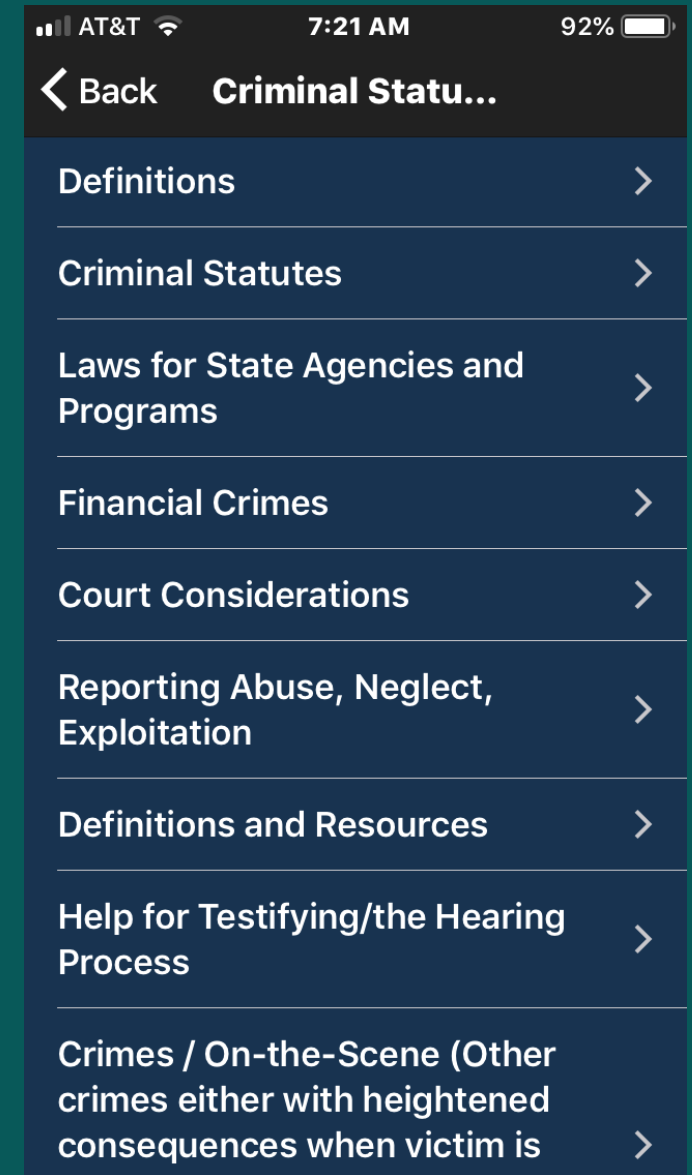 AT&T 7:21 AM 92%
Back Criminal Statu...
Definitions
Criminal Statutes
Laws for State Agencies and
Programs
Financial Crimes
Court Considerations
Reporting Abuse, Neglect,
Exploitation
Definitions and Resources
Help for Testifying/the Hearing
Process
Crimes / On-the-Scene (Other
crimes either with heightened
consequences when victim is